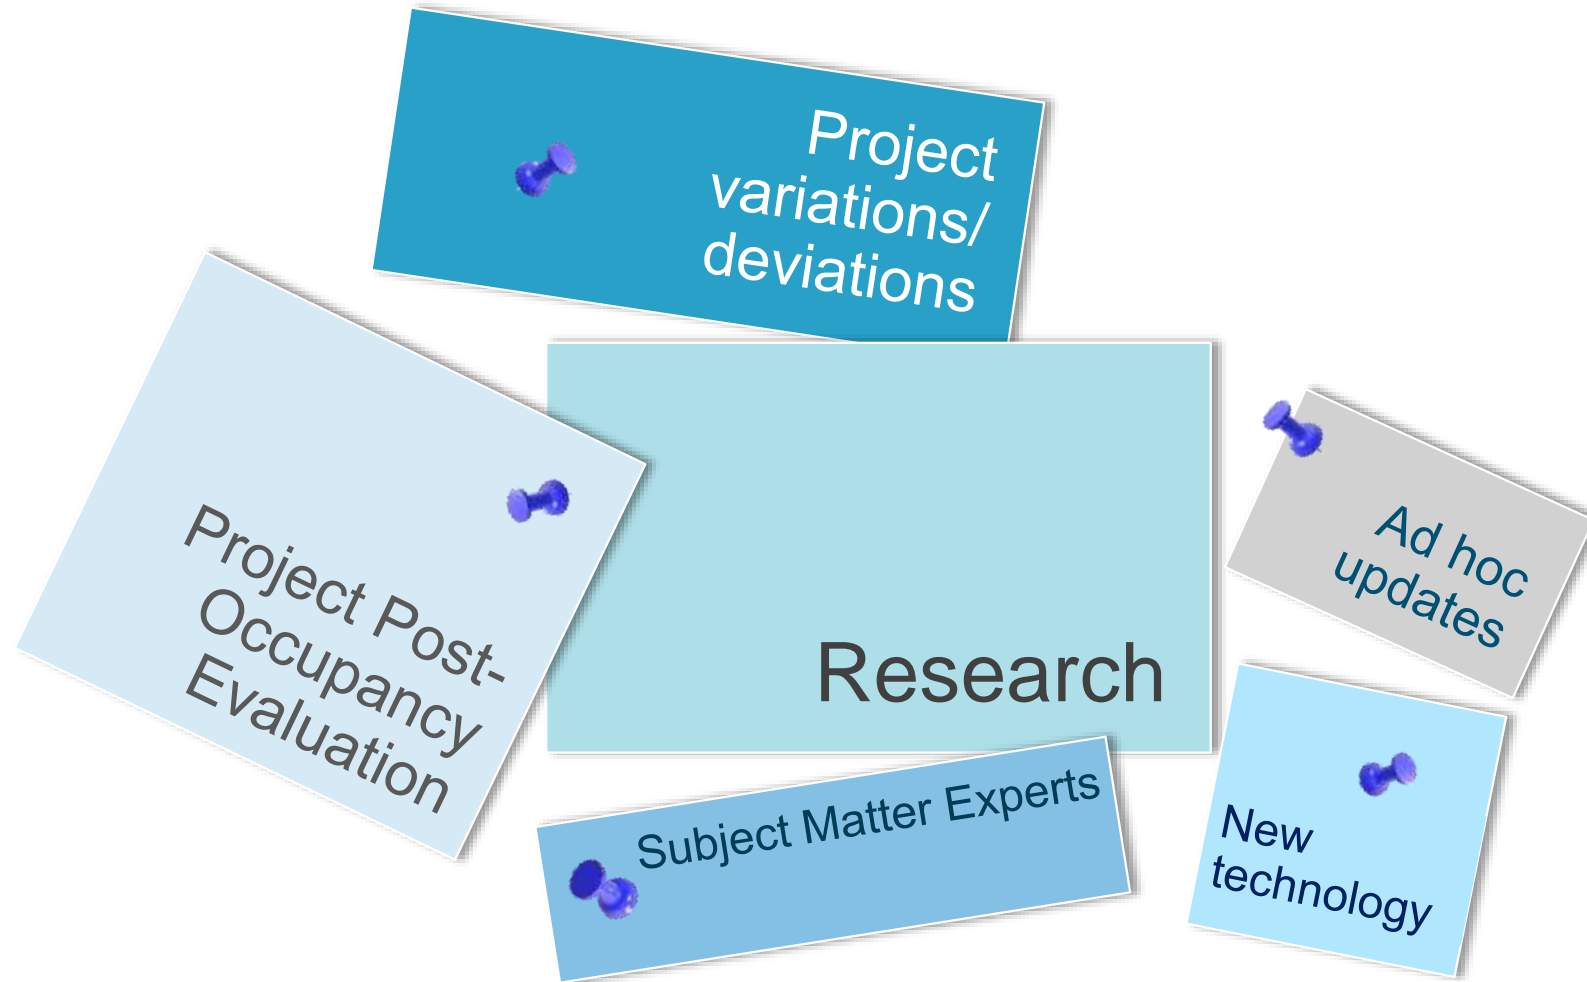 Project
variations/
deviations
Project Post-
Occupancy
Evaluation
Research
Ad hoc
updates
Subject Matter Experts
New
technology